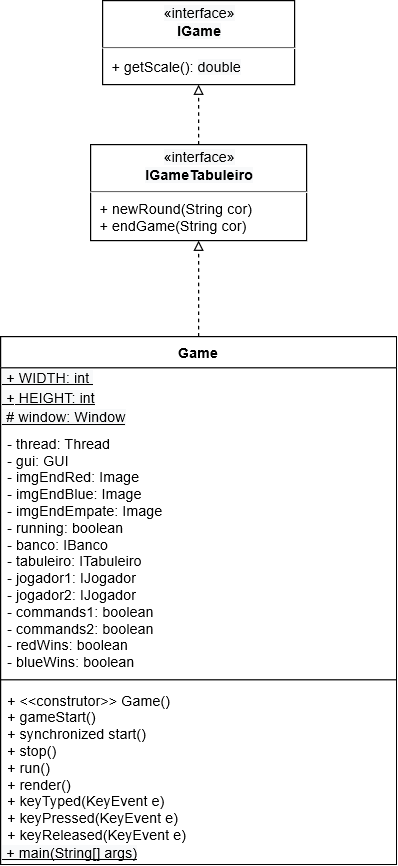 «interface»
IGame
+ getScale(): double
«interface»
IGameTabuleiro
+ newRound(String cor)
+ endGame(String cor)
Game
+ WIDTH: int
+ HEIGHT: int
# window: Window
- thread: Thread
- gui: GUI
- imgEndRed: Image
- imgEndBlue: Image
- imgEndEmpate: Image
- running: boolean
- banco: IBanco
- tabuleiro: ITabuleiro
- jogador1: IJogador
- jogador2: IJogador
- commands1: boolean
- commands2: boolean
- redWins: boolean
- blueWins: boolean
+ <<construtor>> Game()
+ gameStart()
+ synchronized start()
+ stop()
+ run()
+ render()
+ keyTyped(KeyEvent e)
+ keyPressed(KeyEvent e)
+ keyReleased(KeyEvent e)
+ main(String[] args)